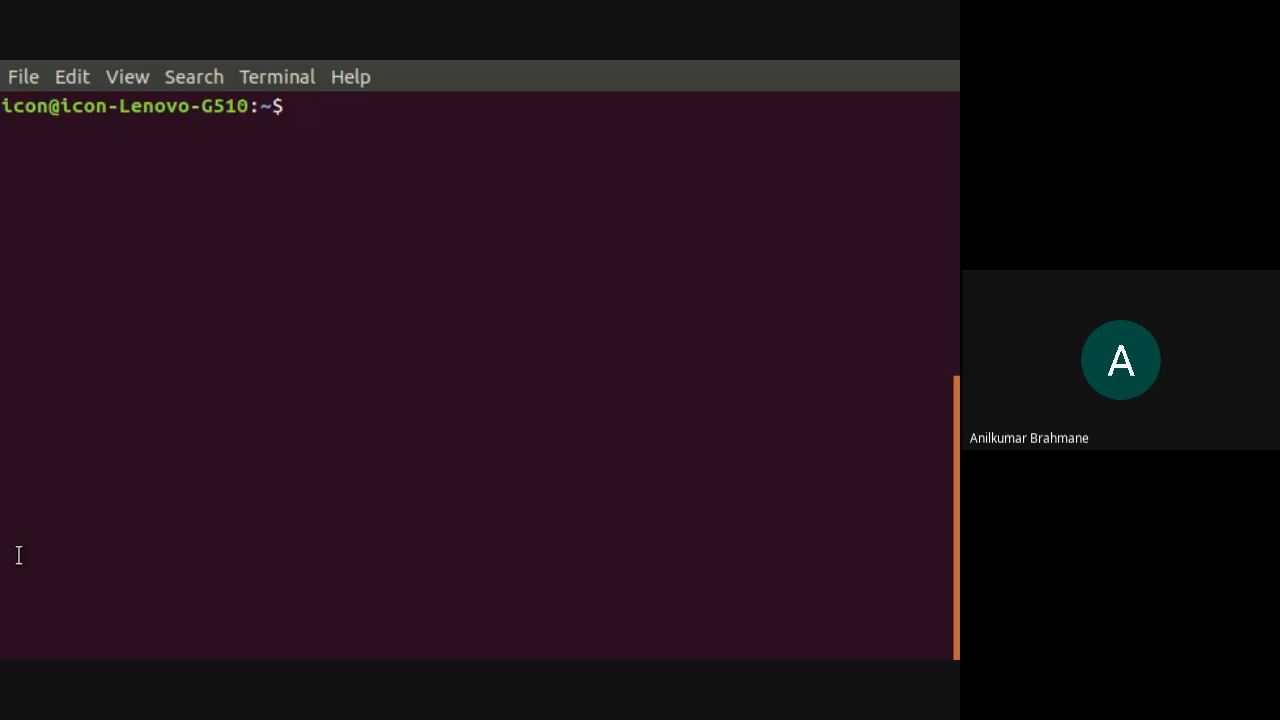 File Edit View Search Terminal Help
icon@icon-Lenovo-G510:~$
A
Anilkumar Brahmane